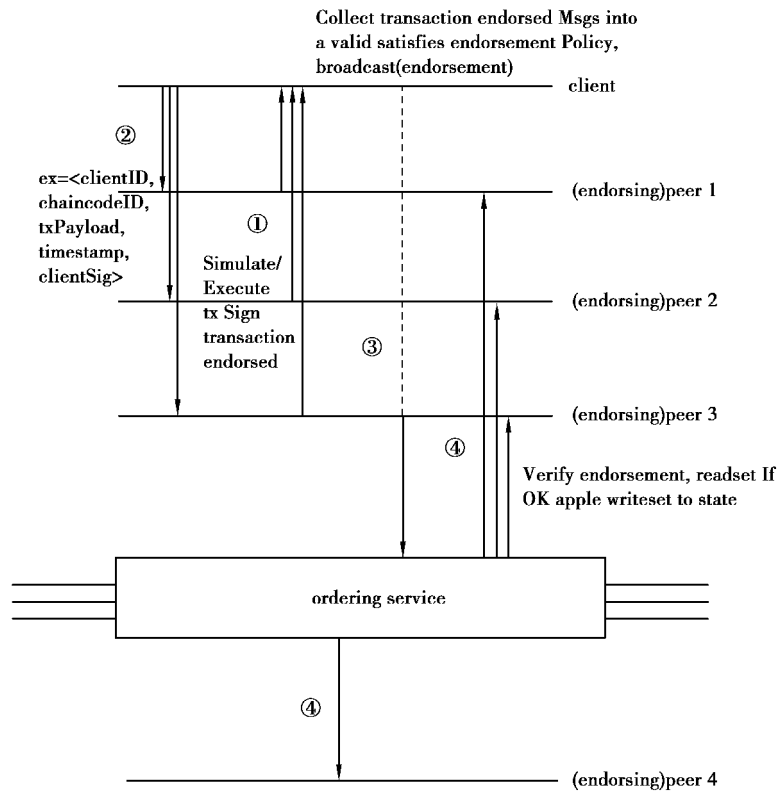 Collect transaction endorsed Msgs into
a valid satisfies endorsement Policy,
broadcast(endorsement)
client
②
ex=<clientID,
chaincodeID,
txPayload,
timestamp,
clientSig>
(endorsing)peer 1
①
Simulate/
Execute
tx Sign
transaction
endorsed
(endorsing)peer 2
③
(endorsing)peer 3
④
Verify endorsement, readset If
OK apple writeset to state
ordering service
④
(endorsing)peer 4